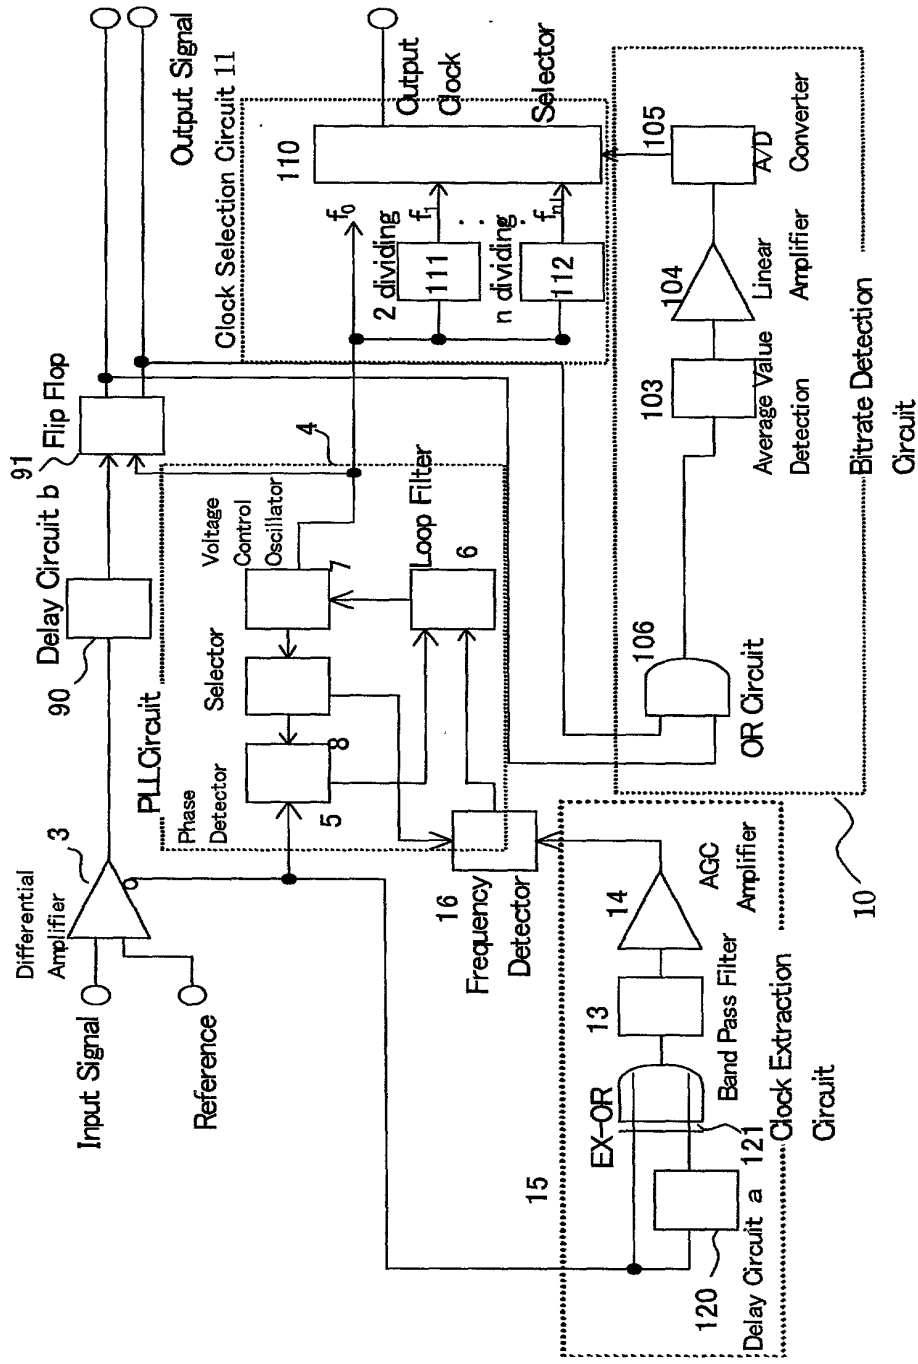 Input Signal
Reference
Differential
Amplifier
3
90
Delay Circuit b
91
Flip Flop
Output Signal
PLLCircuit
4
Phase
Detector
5
8
Selector
Voltage
Control
Oscillator
7
Loop Filter
6
16
Frequency
Detector
Clock Selection Circuit 11
110
f0
2 dividing
111
f1
n dividing
112
fn
Output
Clock
Selector
15
EX-OR
121
120
Delay Circuit a
13
Band Pass Filter
14
AGC
Amplifier
Clock Extraction
Circuit
10
106
OR Circuit
103
Average Value
Detection
104
Linear
Amplifier
105
A/D
Converter
Bitrate Detection
Circuit